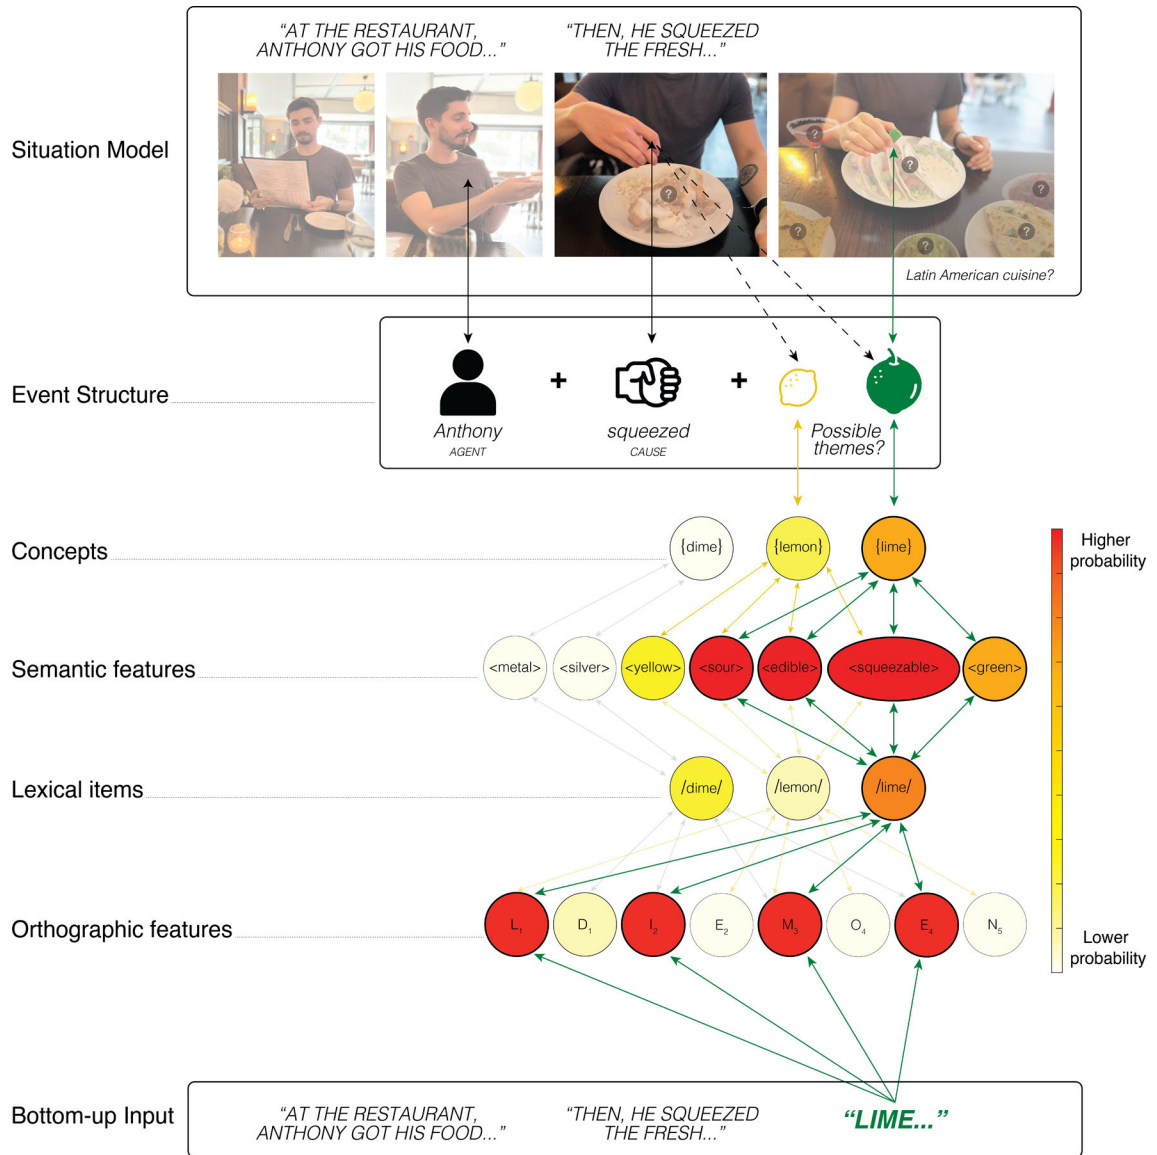 “AT THE RESTAURANT,
ANTHONY GOT HIS FOOD...”
“THEN, HE SQUEEZED
THE FRESH...”
Situation Model
?
?
?
?
?
?
?
Latin American cuisine?
Event Structure
+
+
Anthony
AGENT
squeezed
CAUSE
Possible
themes?
Concepts
{dime}
{lemon}
{lime}
Higher
probability
Semantic features
<metal>
<silver>
<yellow>
<sour>
<edible>
<squeezable>
<green>
Lexical items
/dime/
/lemon/
/lime/
Orthographic features
L₁
D₁
I₂
E₂
M₃
O₄
E₄
N₅
Lower
probability
Bottom-up Input
“AT THE RESTAURANT,
ANTHONY GOT HIS FOOD...”
“THEN, HE SQUEEZED
THE FRESH...”
“LIME...”